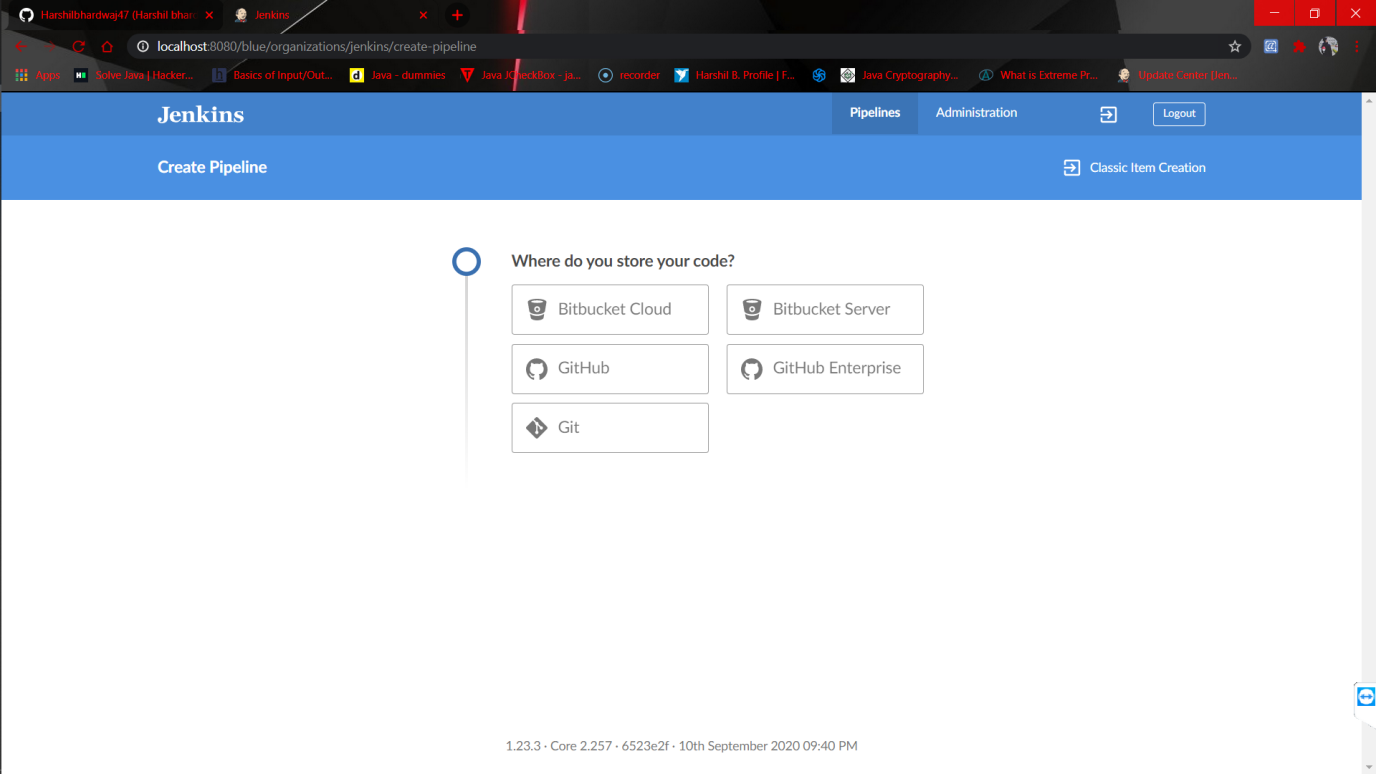 Harshilbhardwaj47 (Harshil bhar
Jenkins
localhost:8080/blue/organizations/jenkins/create-pipeline
Apps Solve Java | Hacker... Basics of Input/Out... Java - dummies Java JCheckBox - ja... recorder Harshil B. Profile | F... Java Cryptography... What is Extreme Pr... Update Center [Jen...
Jenkins Pipelines Administration Logout
Create Pipeline Classic Item Creation
Where do you store your code?
Bitbucket Cloud Bitbucket Server
GitHub GitHub Enterprise
Git
1.23.3 · Core 2.257 · 6523e2f · 10th September 2020 09:40 PM